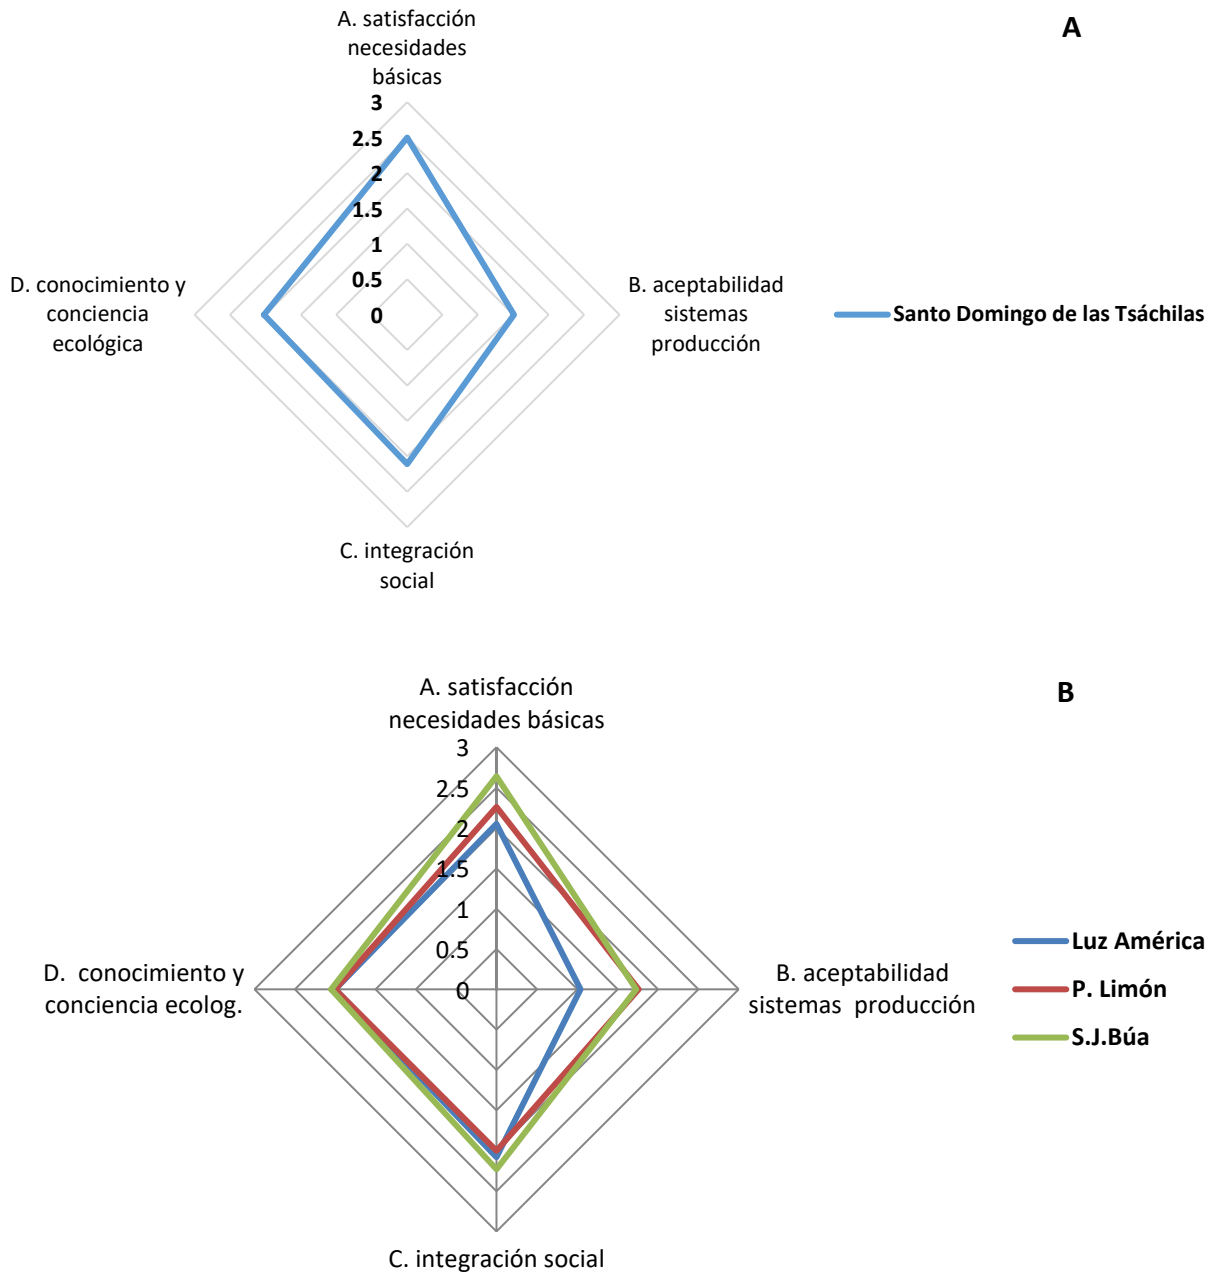 A. satisfacción
necesidades
básicas
A
3
2.5
2
1.5
1
0.5
0
D. conocimiento y
conciencia
ecológica
B. aceptabilidad
sistemas
producción
Santo Domingo de las Tsáchilas
C. integración
social
A. satisfacción
necesidades básicas
B
3
2.5
2
1.5
1
0.5
0
D.  conocimiento y
conciencia ecolog.
B. aceptabilidad
sistemas  producción
Luz América
P. Limón
S.J.Búa
C. integración social